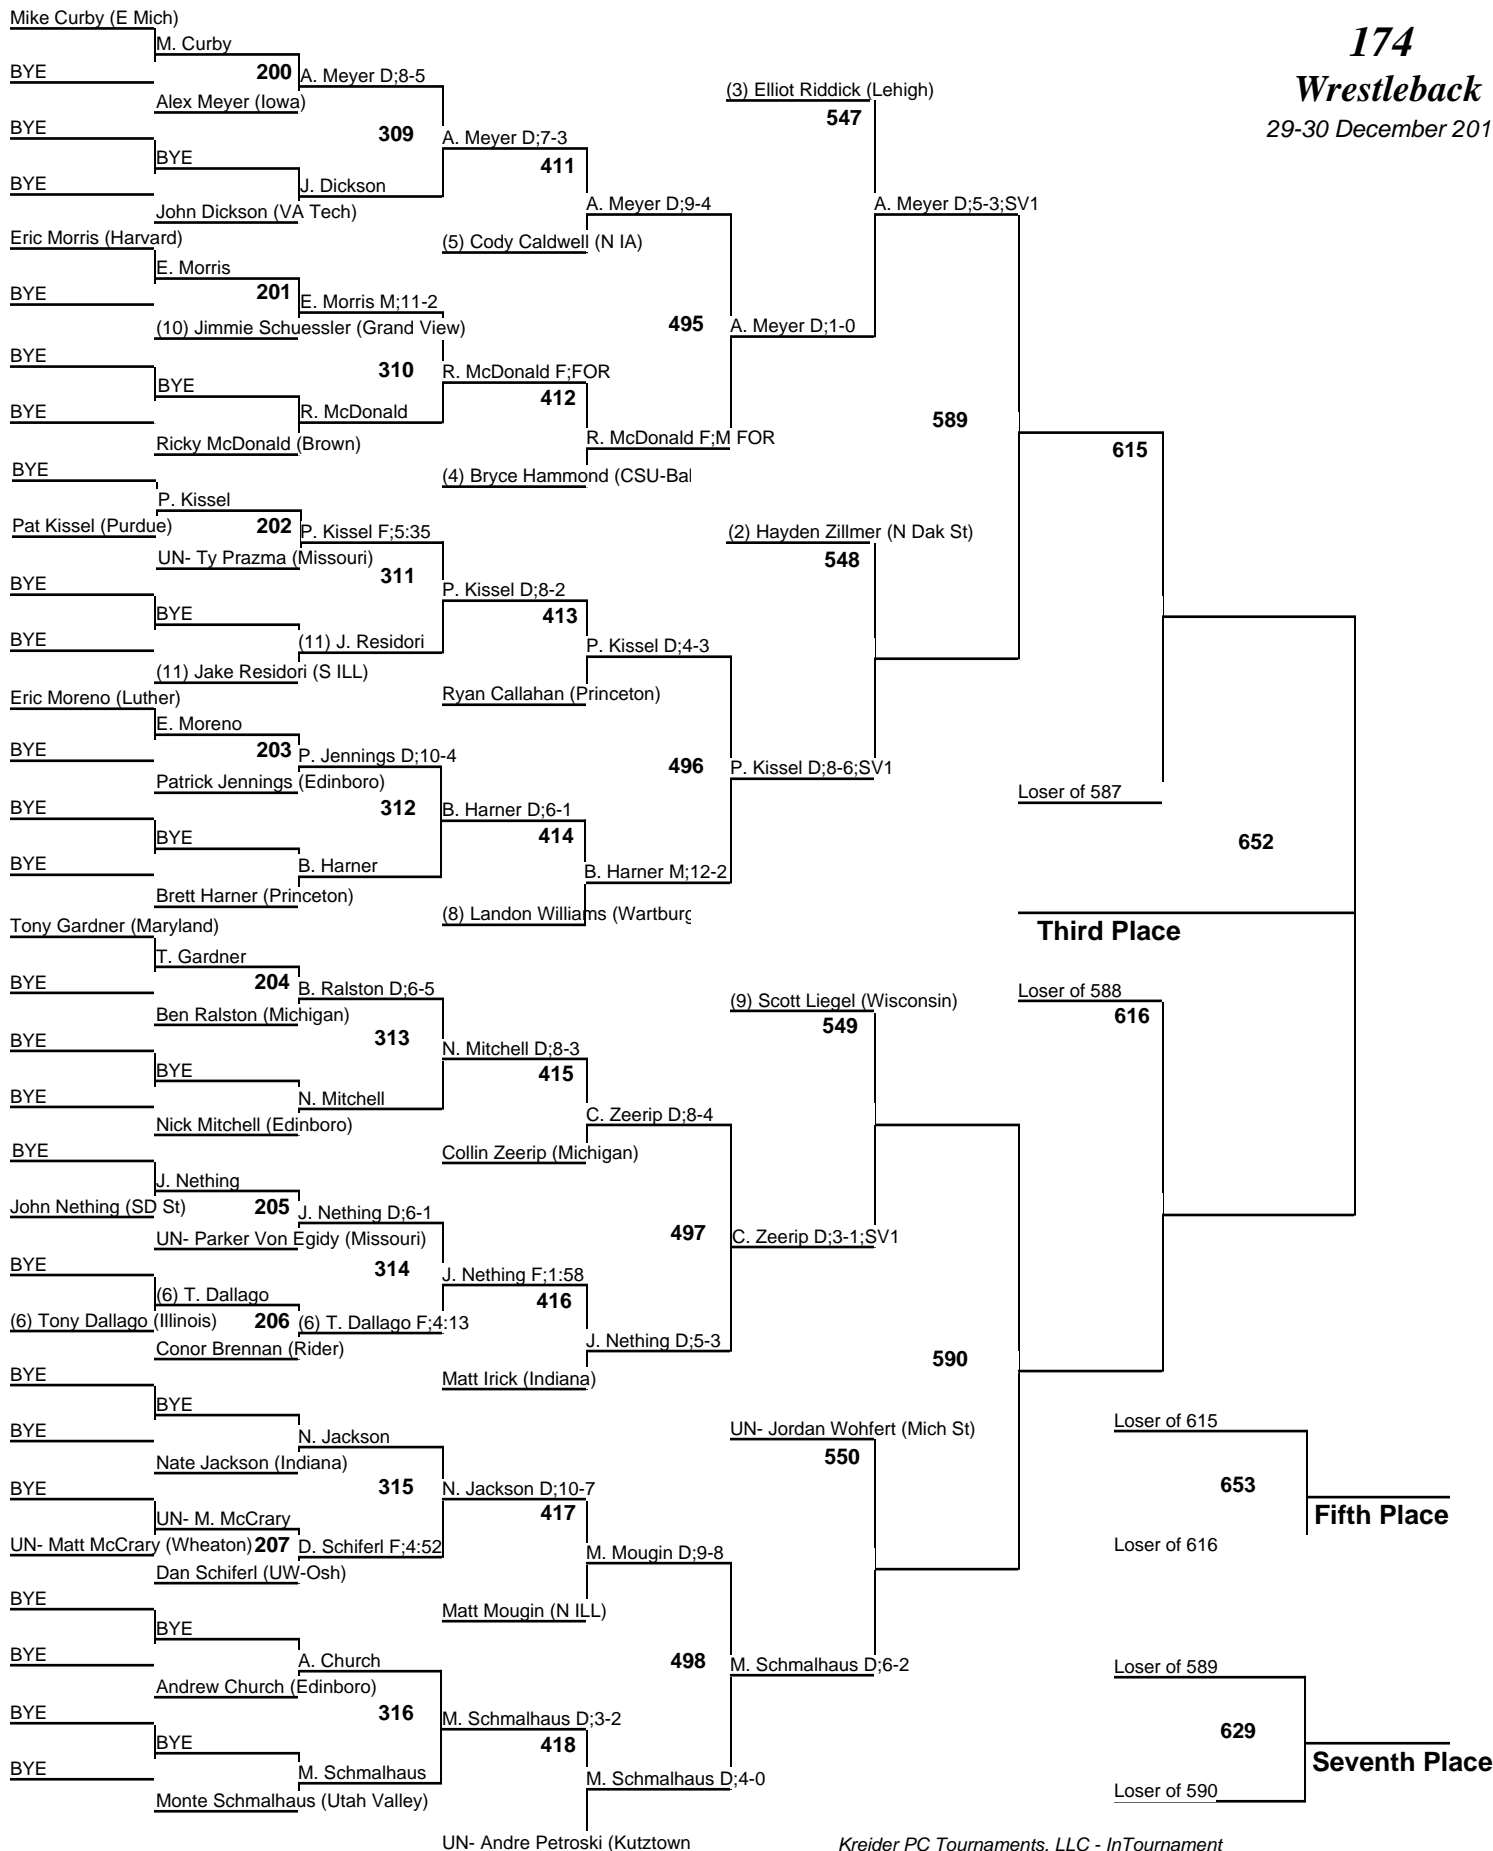 174
Wrestleback
29-30 December 201
Mike Curby (E Mich)
M. Curby
BYE
200
A. Meyer D;8-5
Alex Meyer (Iowa)
BYE
309
A. Meyer D;7-3
BYE
411
BYE
J. Dickson
John Dickson (VA Tech)
A. Meyer D;9-4
(5) Cody Caldwell (N IA)
(3) Elliot Riddick (Lehigh)
547
A. Meyer D;5-3;SV1
Eric Morris (Harvard)
E. Morris
BYE
201
E. Morris M;11-2
(10) Jimmie Schuessler (Grand View)
495
A. Meyer D;1-0
BYE
310
R. McDonald F;FOR
BYE
412
BYE
R. McDonald
Ricky McDonald (Brown)
R. McDonald F;M FOR
(4) Bryce Hammond (CSU-Bal
589
615
BYE
P. Kissel
Pat Kissel (Purdue)
202
P. Kissel F;5:35
UN- Ty Prazma (Missouri)
(2) Hayden Zillmer (N Dak St)
548
BYE
311
P. Kissel D;8-2
BYE
413
BYE
(11) J. Residori
(11) Jake Residori (S ILL)
P. Kissel D;4-3
Ryan Callahan (Princeton)
Eric Moreno (Luther)
E. Moreno
BYE
203
P. Jennings D;10-4
Patrick Jennings (Edinboro)
496
P. Kissel D;8-6;SV1
BYE
312
B. Harner D;6-1
BYE
414
BYE
B. Harner
Brett Harner (Princeton)
B. Harner M;12-2
(8) Landon Williams (Wartburg
Loser of 587
652
Third Place
Tony Gardner (Maryland)
T. Gardner
BYE
204
B. Ralston D;6-5
Ben Ralston (Michigan)
(9) Scott Liegel (Wisconsin)
549
Loser of 588
616
BYE
313
N. Mitchell D;8-3
BYE
415
BYE
N. Mitchell
Nick Mitchell (Edinboro)
C. Zeerip D;8-4
Collin Zeerip (Michigan)
BYE
J. Nething
John Nething (SD St)
205
J. Nething D;6-1
UN- Parker Von Egidy (Missouri)
497
C. Zeerip D;3-1;SV1
BYE
314
J. Nething F;1:58
(6) T. Dallago
416
(6) Tony Dallago (Illinois)
206
(6) T. Dallago F;4:13
Conor Brennan (Rider)
J. Nething D;5-3
Matt Irick (Indiana)
590
BYE
BYE
BYE
N. Jackson
Nate Jackson (Indiana)
UN- Jordan Wohfert (Mich St)
550
Loser of 615
653
Fifth Place
Loser of 616
BYE
315
N. Jackson D;10-7
UN- M. McCrary
417
UN- Matt McCrary (Wheaton)
207
D. Schiferl F;4:52
Dan Schiferl (UW-Osh)
M. Mougin D;9-8
Matt Mougin (N ILL)
BYE
BYE
BYE
A. Church
Andrew Church (Edinboro)
498
M. Schmalhaus D;6-2
BYE
316
M. Schmalhaus D;3-2
BYE
418
BYE
M. Schmalhaus
Monte Schmalhaus (Utah Valley)
M. Schmalhaus D;4-0
UN- Andre Petroski (Kutztown
Loser of 589
629
Seventh Place
Loser of 590
Kreider PC Tournaments, LLC - InTournament